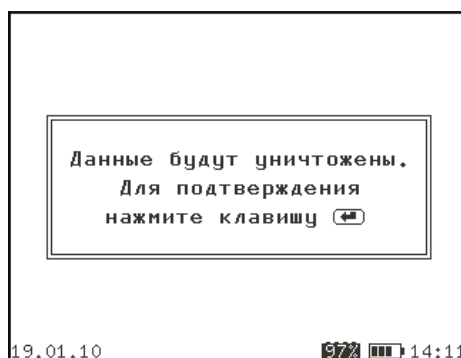 Данные будут уничтожены.
Для подтверждения
нажмите клавишу
19.01.10 97% 14:11